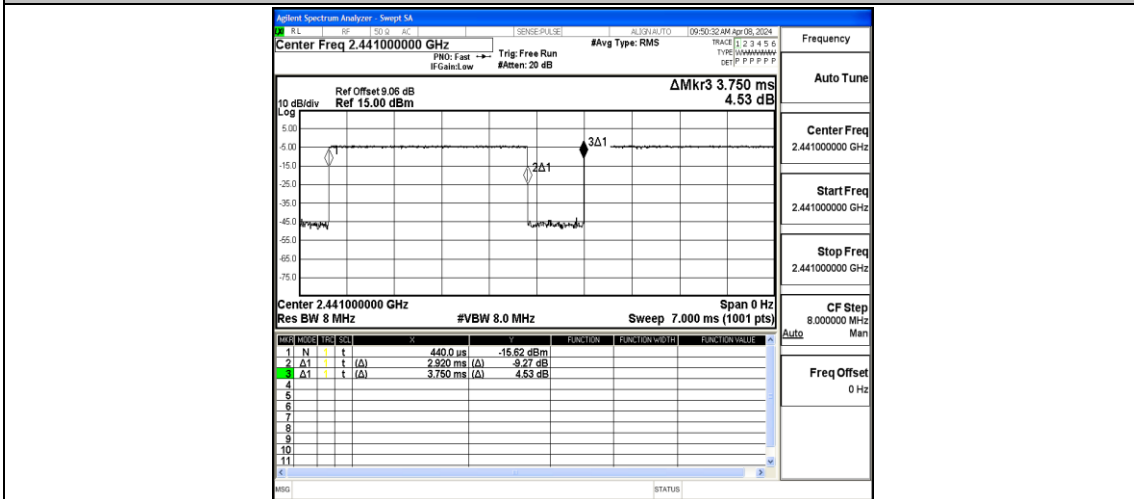 Agilent Spectrum Analyzer - Swept SA
RL RF 50 Ω AC SENSE:PULSE ALIGN AUTO 09:50:32 AM Apr 08, 2024
Center Freq 2.441000000 GHz #Avg Type: RMS TRACE 1 2 3 4 5 6
PNO: Fast Trig: Free Run TYPE
IFGain:Low #Atten: 20 dB DET P P P P P P
ΔMkr3 3.750 ms
4.53 dB
Ref Offset 9.06 dB
10 dB/div Ref 15.00 dBm
Log
5.00
-5.00
-15.0
-25.0
-35.0
-45.0
-55.0
-65.0
-75.0
1
2Δ1
3Δ1
Center 2.441000000 GHz Span 0 Hz
Res BW 8 MHz #VBW 8.0 MHz Sweep 7.000 ms (1001 pts)
MKR MODE TRC SCL X Y FUNCTION FUNCTION WIDTH FUNCTION VALUE
1 N 1 t 440.0 µs -15.62 dBm
2 Δ1 1 t (Δ) 2.920 ms (Δ) -9.27 dB
3 Δ1 1 t (Δ) 3.750 ms (Δ) 4.53 dB
4
5
6
7
8
9
10
11
MSG STATUS
Frequency
Auto Tune
Center Freq
2.441000000 GHz
Start Freq
2.441000000 GHz
Stop Freq
2.441000000 GHz
CF Step
8.000000 MHz
Auto Man
Freq Offset
0 Hz